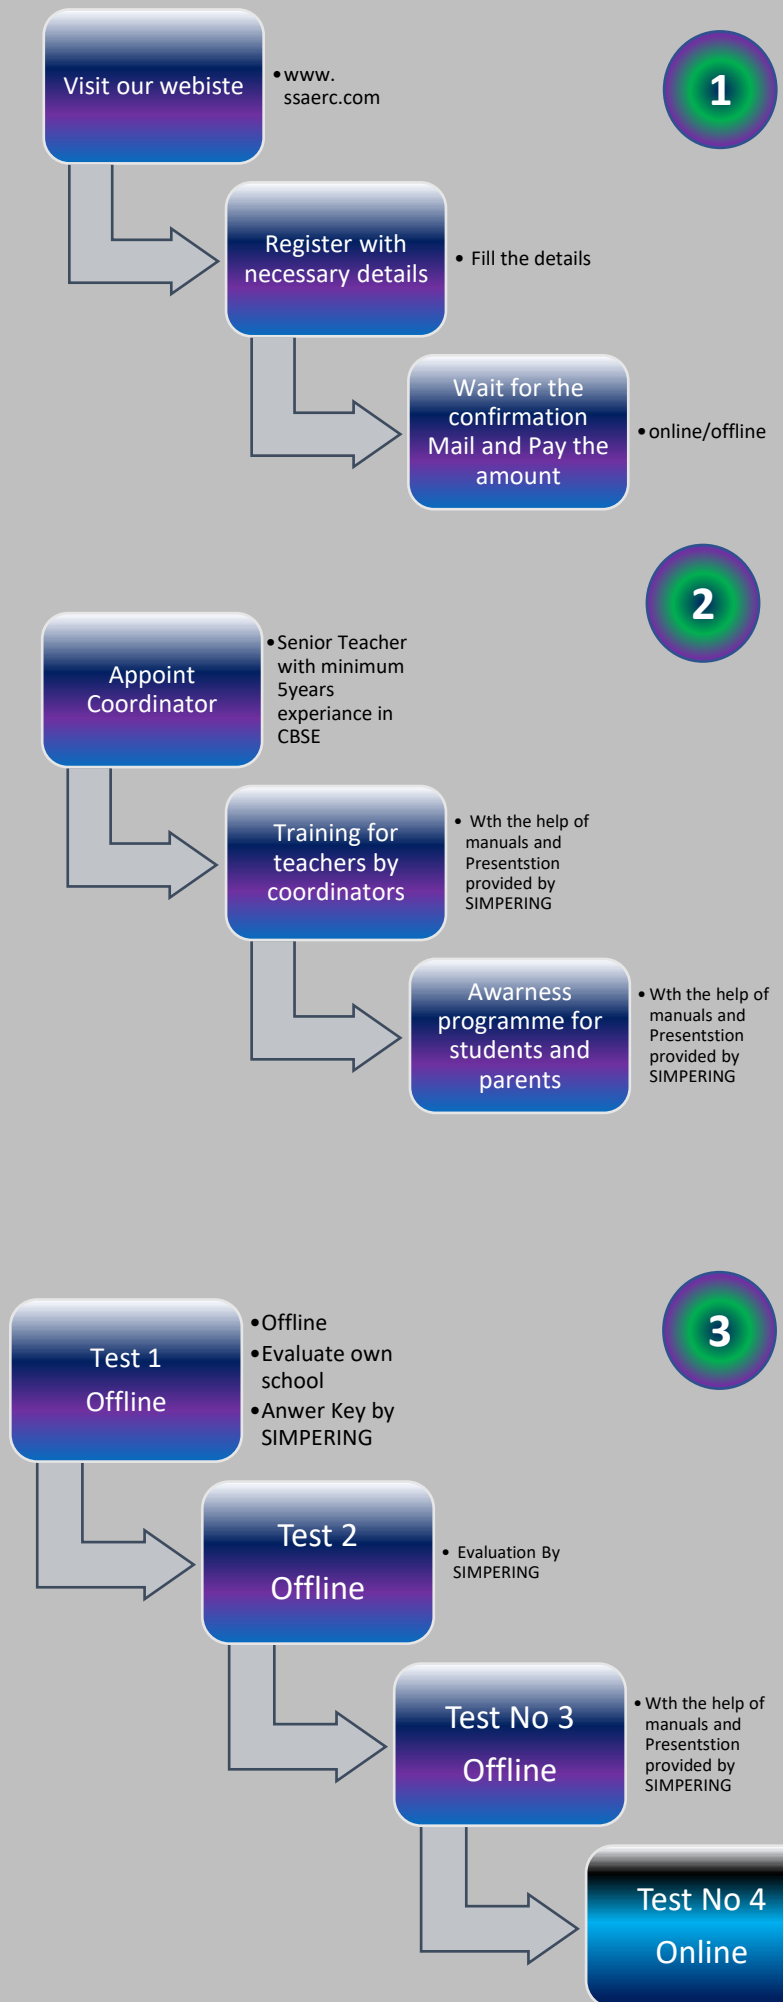 Visit our webiste
•www.
ssaerc.com
1
Register with
necessary details
• Fill the details
Wait for the
confirmation
Mail and Pay the
amount
•online/offline
2
Appoint
Coordinator
•Senior Teacher
with minimum
5years
experiance in
CBSE
Training for
teachers by
coordinators
• Wth the help of
manuals and
Presentstion
provided by
SIMPERING
Awarness
programme for
students and
parents
• Wth the help of
manuals and
Presentstion
provided by
SIMPERING
3
Test 1
Offline
•Offline
•Evaluate own
school
•Anwer Key by
SIMPERING
Test 2
Offline
• Evaluation By
SIMPERING
Test No 3
Offline
• Wth the help of
manuals and
Presentstion
provided by
SIMPERING
Test No 4
Online